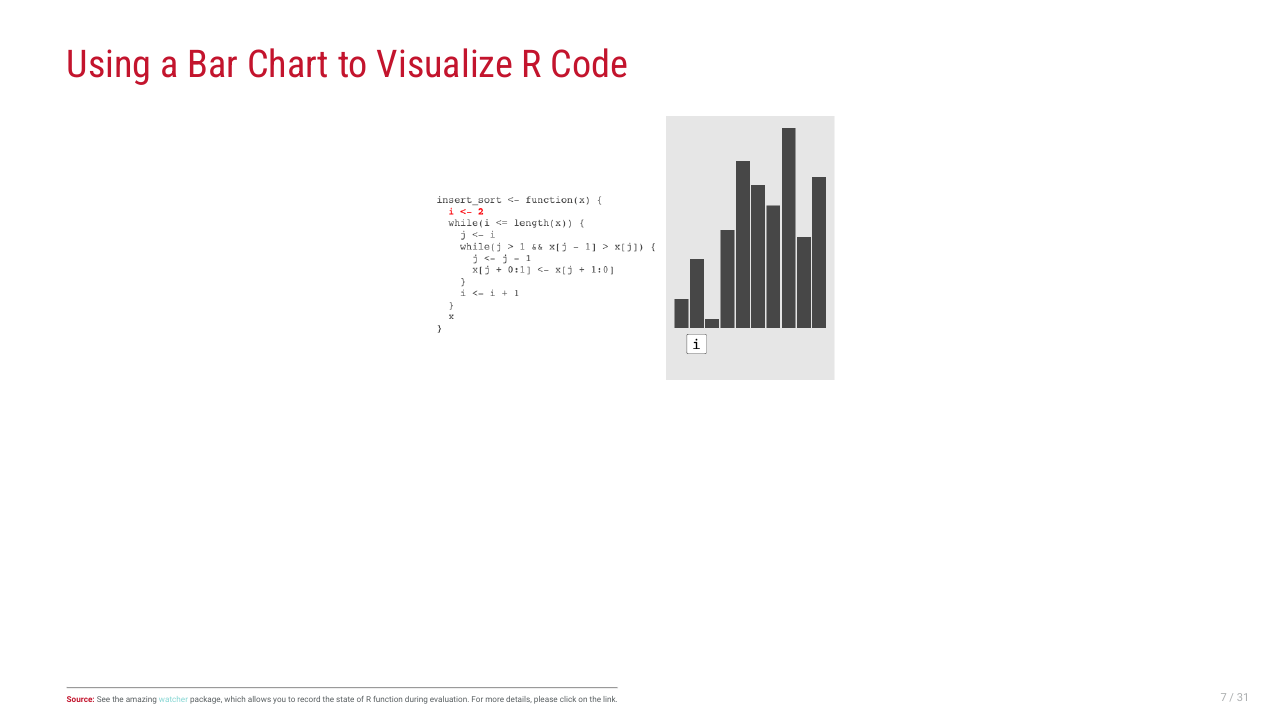 Using a Bar Chart to Visualize R Code
insert_sort <- function(x) {
  i <- 2
  while(i <= length(x)) {
    j <- i
    while(j > 1 && x[j - 1] > x[j]) {
      j <- j - 1
      x[j + 0:1] <- x[j + 1:0]
    }
    i <- i + 1
  }
  x
}
i
Source: See the amazing watcher package, which allows you to record the state of R function during evaluation. For more details, please click on the link.
7 / 31